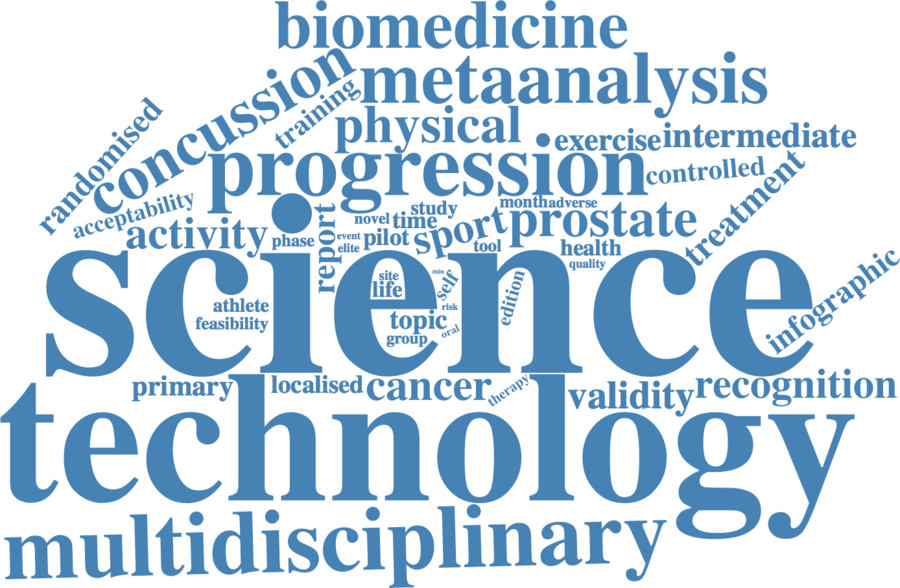 biomedicine
concussion
metaanalysis
training
randomised
physical
exercise
intermediate
progression
controlled
treatment
acceptability
activity
phase
report
novel
time
study
month
adverse
event
elite
pilot
sport
prostate
tool
health
quality
science
site
life
min
self
risk
edition
athlete
feasibility
topic
group
oral
infographic
primary
localised
cancer
therapy
validity
recognition
technology
multidisciplinary